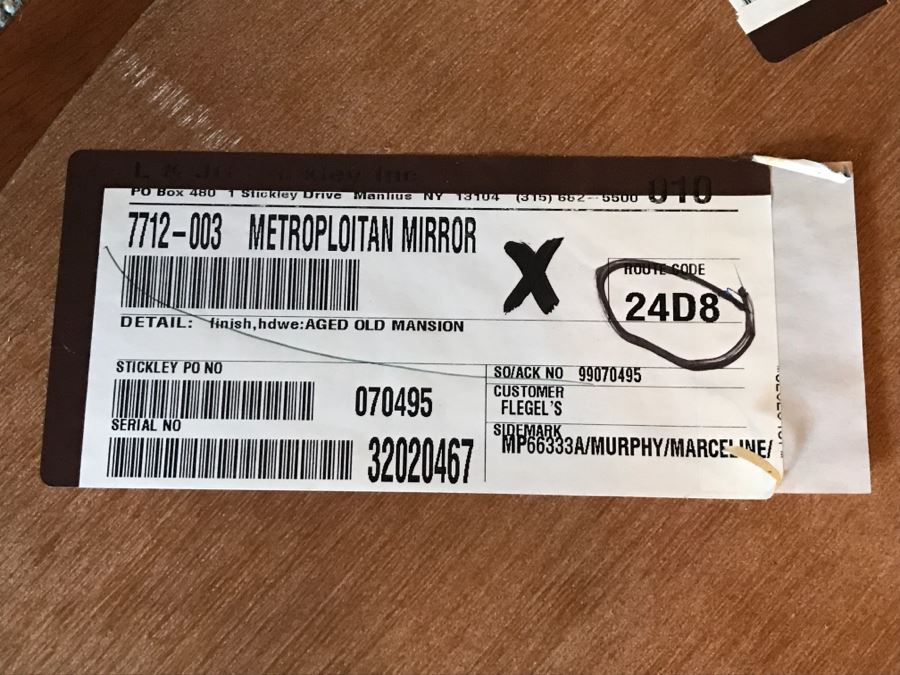 L & J
PO Box 480 1 Stickley Drive Manlius NY 13104 (315) 682-5500 010
7712-003 METROPLOITAN MIRROR
X
ROUTE CODE
24D8
DETAIL: finish,hdwe:AGED OLD MANSION
STICKLEY PO NO
070495
SERIAL NO
32020467
SO/ACK NO 99070495
CUSTOMER
FLEGEL'S
SIDEMARK
MP66333A/MURPHY/MARCELINE/